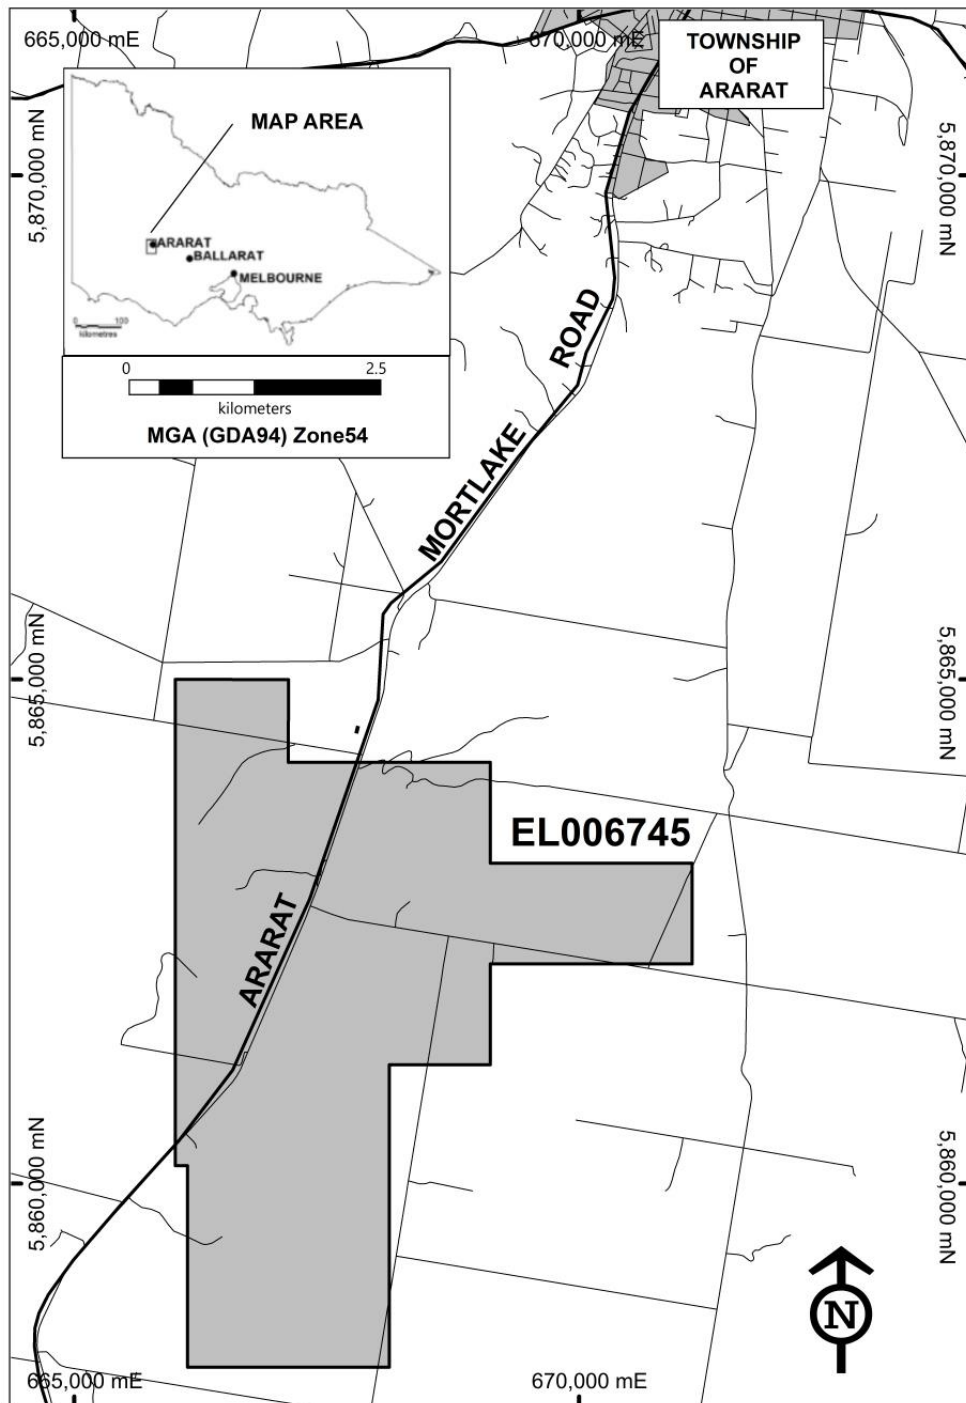 665,000 mE
670,000 mE
TOWNSHIP
OF
ARARAT
MAP AREA
ARARAT
BALLARAT
MELBOURNE
0 100
kilometres
0 2.5
kilometers
MGA (GDA94) Zone54
5,870,000 mN
5,870,000 mN
ROAD
MORTLAKE
5,865,000 mN
5,865,000 mN
EL006745
ARARAT
5,860,000 mN
5,860,000 mN
N
665,000 mE
670,000 mE